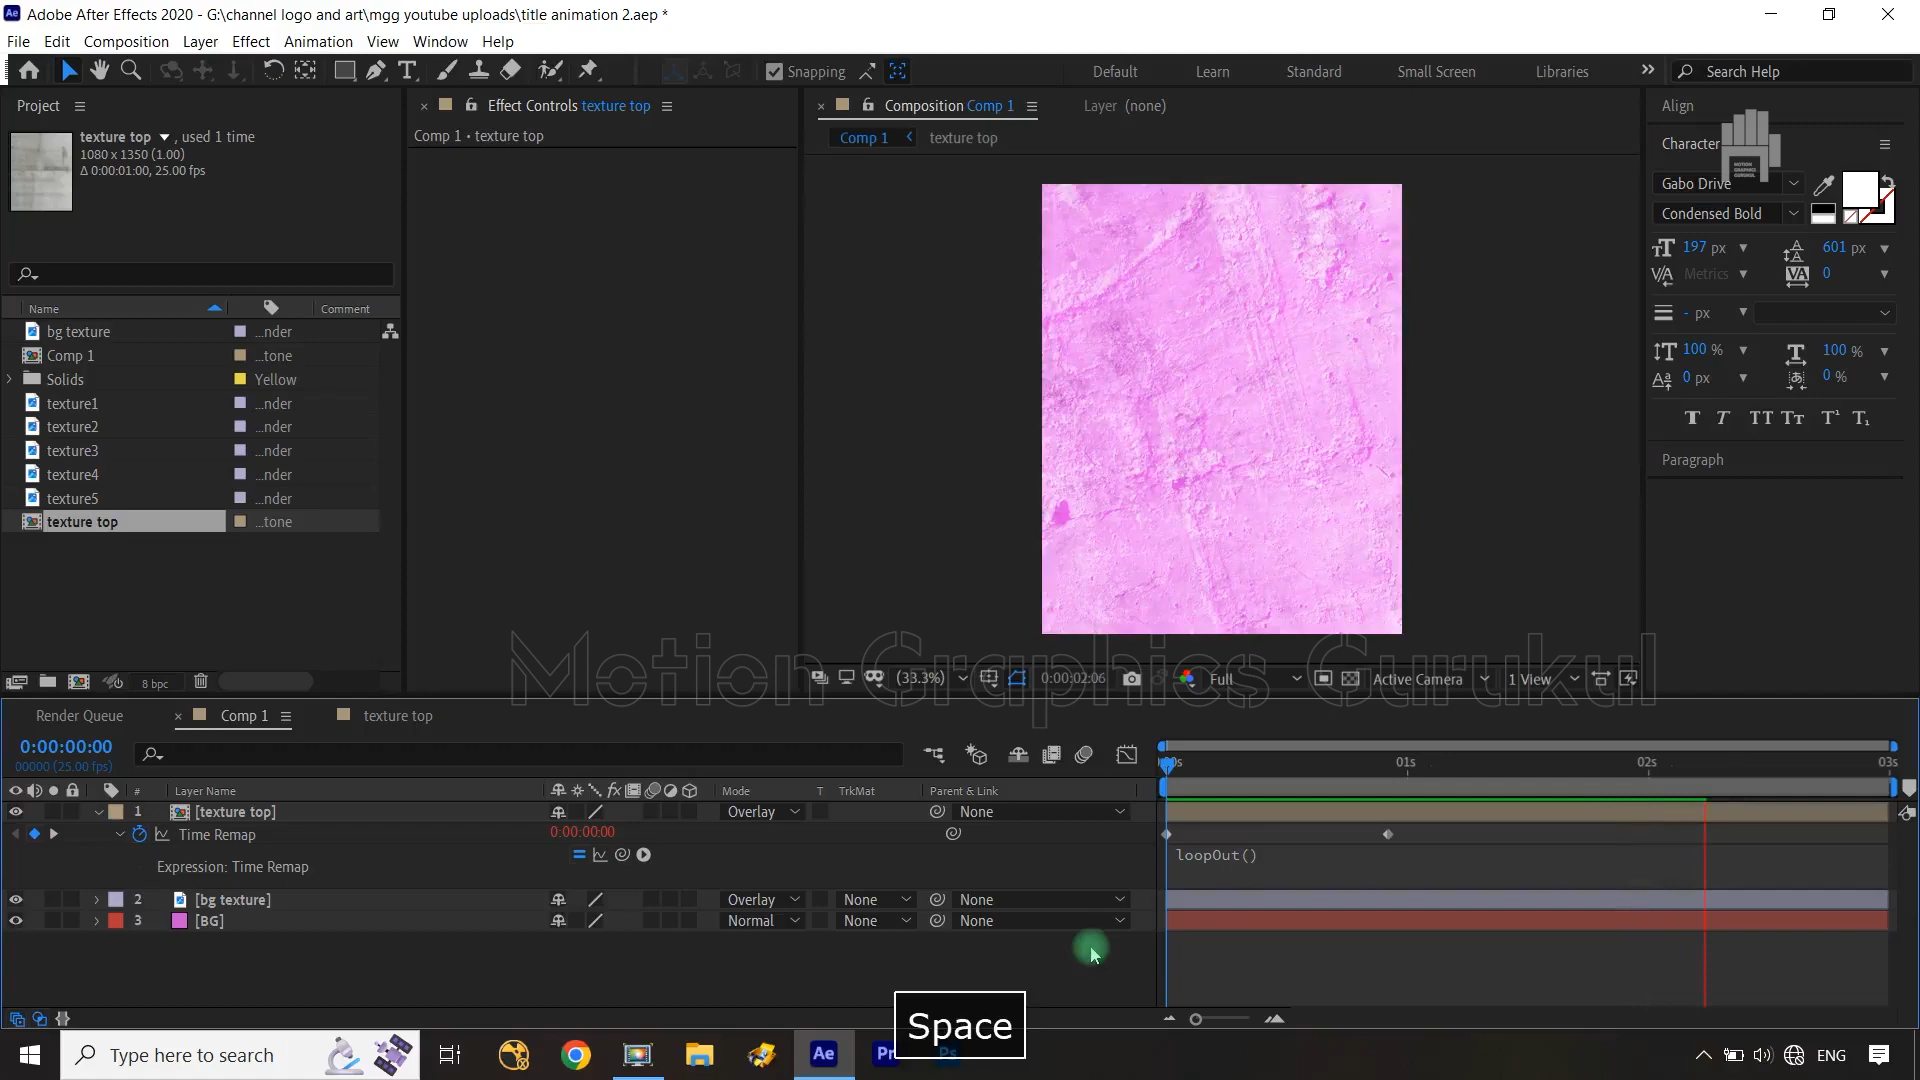 Adobe After Effects 2020 - G:\channel logo and art\mgg youtube uploads\title animation 2.aep *
File Edit Composition Layer Effect Animation View Window Help
Snapping Default Learn Standard Small Screen Libraries Search Help
Project
texture top , used 1 time
1080 x 1350 (1.00)
Δ 0:00:01:00, 25.00 fps
Effect Controls texture top
Comp 1 • texture top
Composition Comp 1
Layer (none)
Comp 1 texture top
Align
Character
MOTION GRAPHICS GURUKUL
Gabo Drive
Condensed Bold
197 px 601 px
Metrics 0
- px
100 % 100 %
0 px 0 %
Paragraph
Name Comment
bg texture ...nder
Comp 1 ...tone
Solids Yellow
texture1 ...nder
texture2 ...nder
texture3 ...nder
texture4 ...nder
texture5 ...nder
texture top ...tone
Motion Graphics Gurukul
8 bpc
(33.3%) 0:00:02:06 Full Active Camera 1 View
Render Queue Comp 1 texture top
0:00:00:00
00000 (25.00 fps)
01s 02s 03s
# Layer Name Mode T TrkMat Parent & Link
1 [texture top] Overlay None
Time Remap 0:00:00:00
Expression: Time Remap loopOut()
2 [bg texture] Overlay None None
3 [BG] Normal None None
Space
Type here to search
Ae Pr Ps
ENG